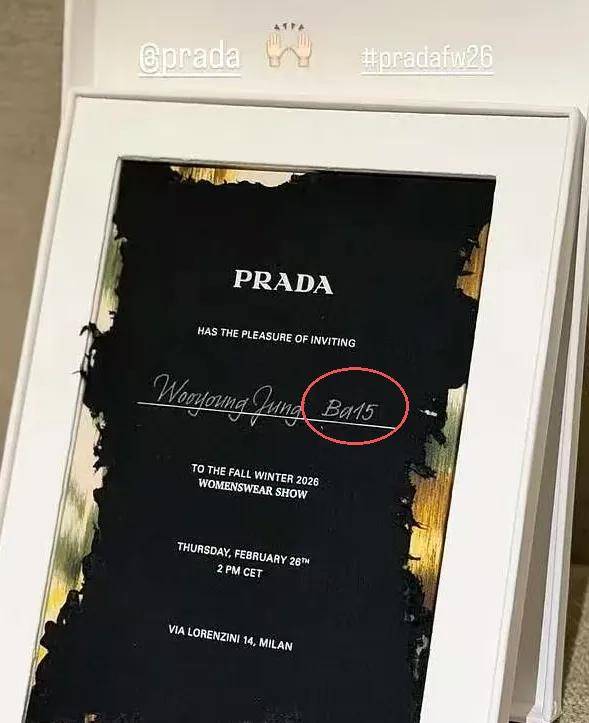 @prada #pradafw26
PRADA
HAS THE PLEASURE OF INVITING
Wooyoung Jung Ba15
TO THE FALL WINTER 2026
WOMENSWEAR SHOW
THURSDAY, FEBRUARY 26TH
2 PM CET
VIA LORENZINI 14, MILAN